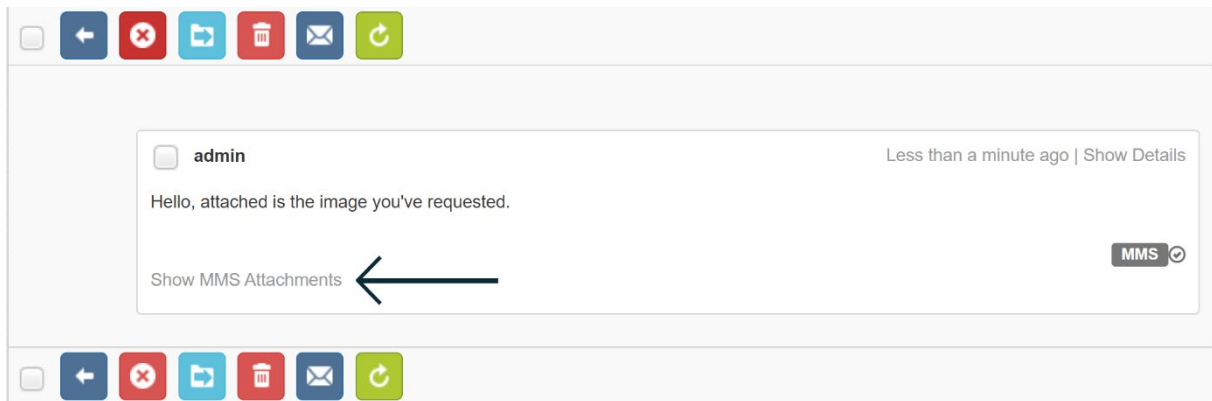 admin
Less than a minute ago | Show Details
Hello, attached is the image you've requested.
MMS
Show MMS Attachments